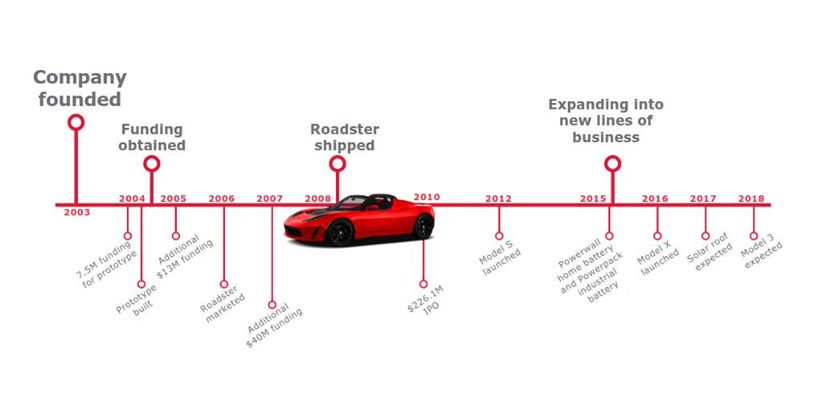 Company
founded
Funding
obtained
Roadster
shipped
Expanding into
new lines of
business
2003
2004
2005
2006
2007
2008
2010
2012
2015
2016
2017
2018
7.5M funding
for prototype
Prototype
built
Additional
$13M funding
Roadster
marketed
Additional
$40M funding
$226.1M
IPO
Model S
launched
Powerwall
home battery
and Powerpack
industrial
battery
Model X
launched
Solar roof
expected
Model 3
expected